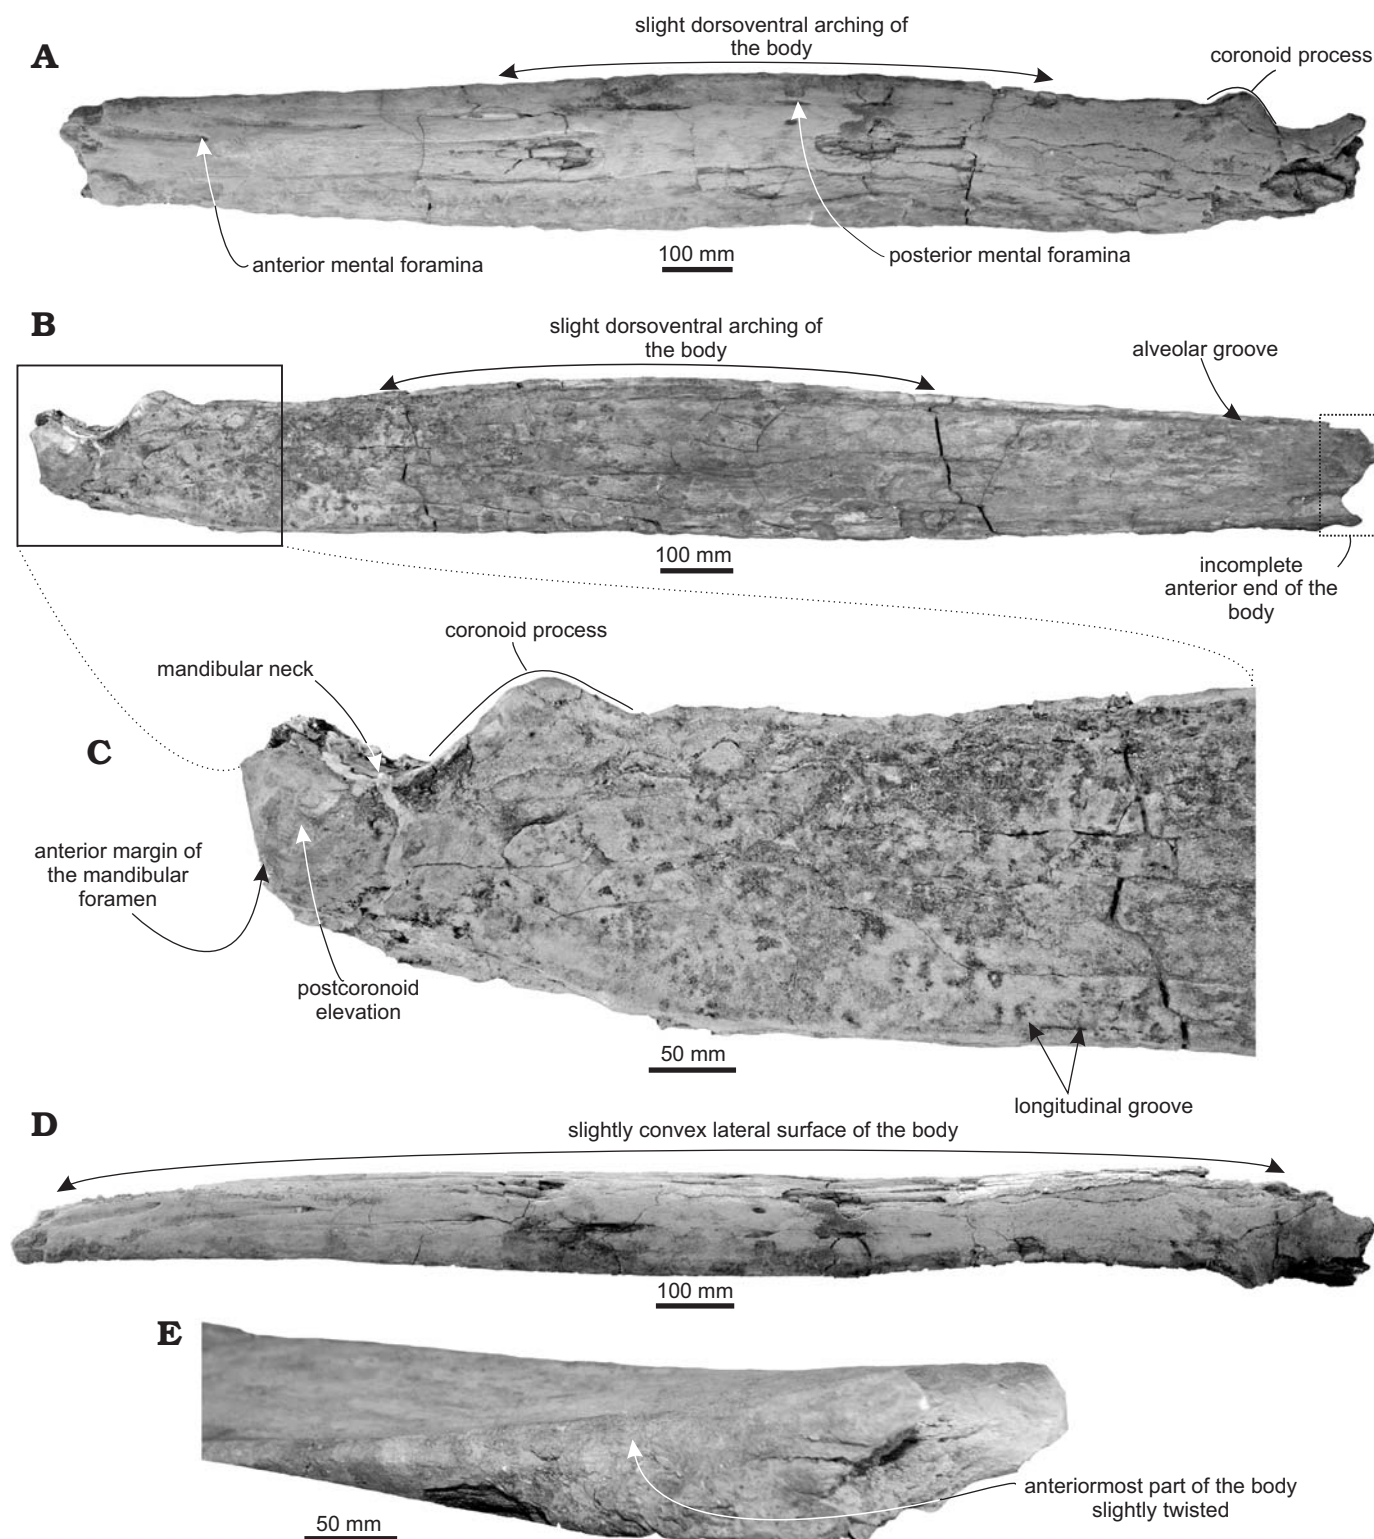 A
slight dorsoventral arching of
the body
coronoid process
anterior mental foramina
100 mm
posterior mental foramina
B
slight dorsoventral arching of
the body
alveolar groove
100 mm
incomplete
anterior end of the
body
coronoid process
mandibular neck
C
anterior margin of
the mandibular
foramen
postcoronoid
elevation
50 mm
longitudinal groove
D
slightly convex lateral surface of the body
100 mm
E
anteriormost part of the body
slightly twisted
50 mm